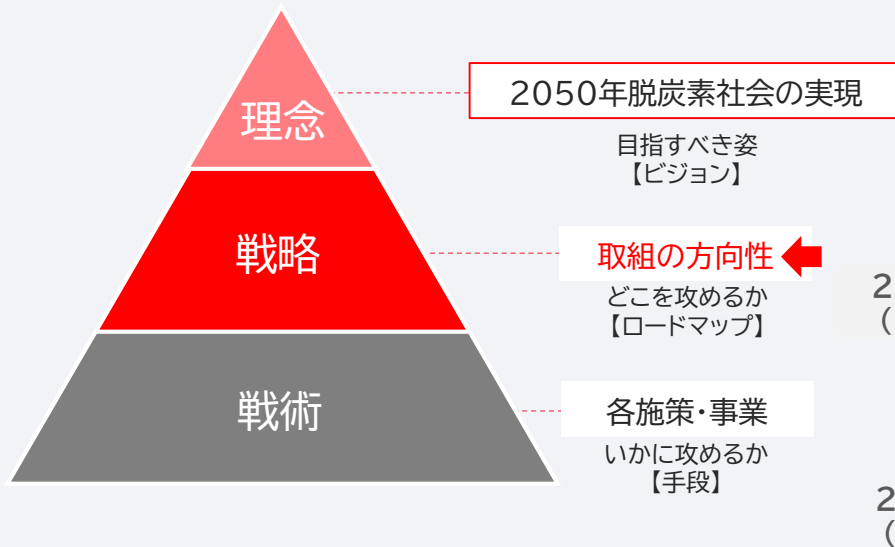 理念
2050年脱炭素社会の実現
目指すべき姿
【ビジョン】
戦略
取組の方向性
どこを攻めるか
【ロードマップ】
2
(
戦術
各施策・事業
いかに攻めるか
【手段】
2
(